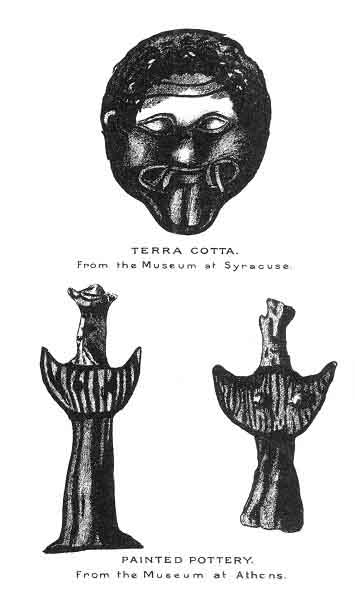 TERRA COTTA.
From the Museum at Syracuse.
PAINTED POTTERY.
From the Museum at Athens.